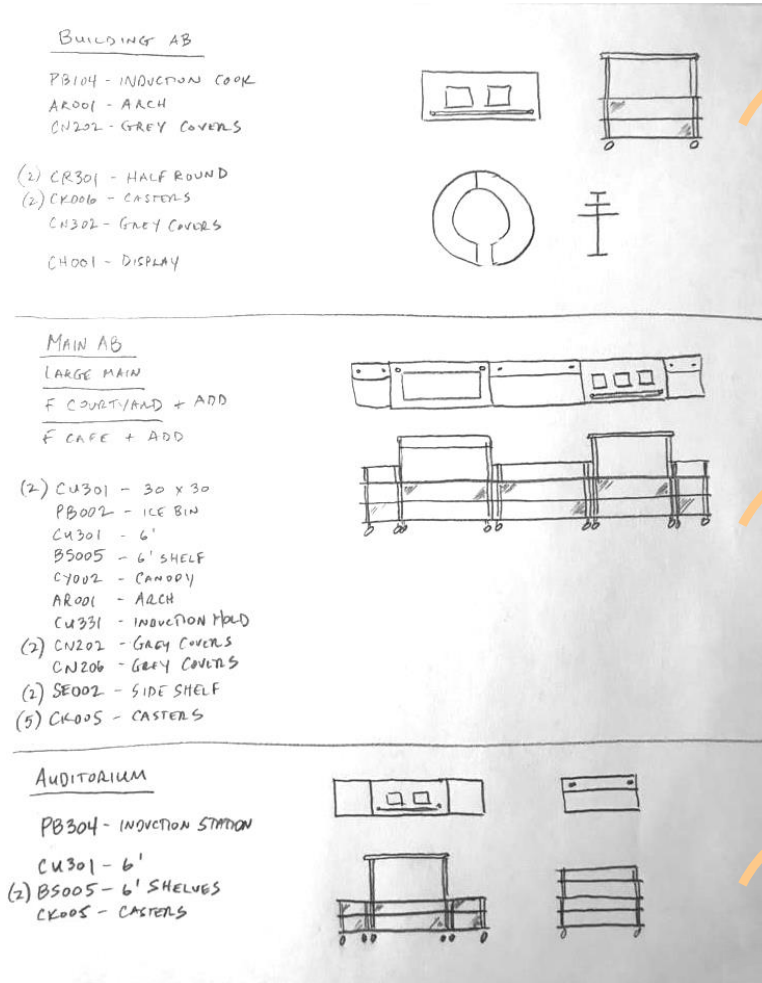 BUILDING AB
PB104 - INDUCTION COOK
AR001 - ARCH
CN202 - GREY COVERS
(2) CR301 - HALF ROUND
(2) CK006 - CASTERS
CN302 - GREY COVERS
CH001 - DISPLAY
MAIN AB
LARGE MAIN
F COURTYARD + ADD
F CAFE + ADD
(2) CU301 - 30 x 30
PB002 - ICE BIN
CU301 - 6'
BS005 - 6' SHELF
CY002 - CANOPY
AR001 - ARCH
CU331 - INDUCTION HOLD
(2) CN202 - GREY COVERS
CN206 - GREY COVERS
(2) SE002 - SIDE SHELF
(5) CK005 - CASTERS
AUDITORIUM
PB304 - INDUCTION STATION
CU301 - 6'
(2) BS005 - 6' SHELVES
CK005 - CASTERS